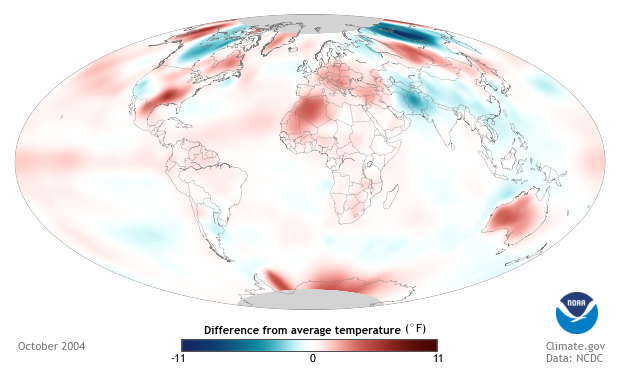 NOAA
Difference from average temperature (°F)
-11 0 11
October 2004
Climate.gov
Data: NCDC